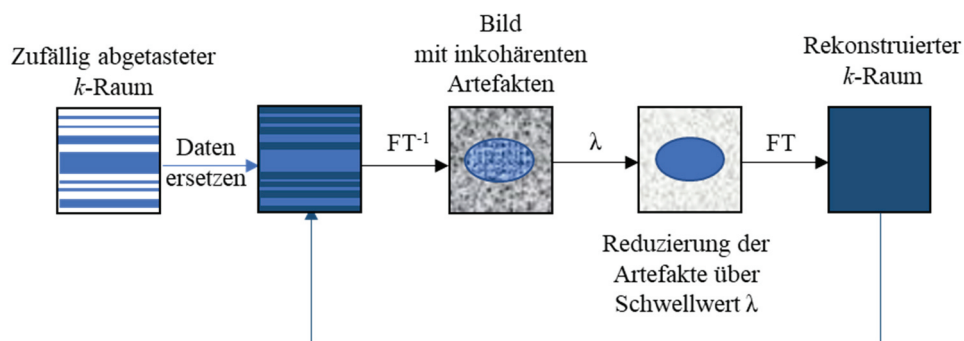 Zufällig abgetasteter
k-Raum
Daten
ersetzen
FT-1
Bild
mit inkohärenten
Artefakten
λ
Reduzierung der
Artefakte über
Schwellwert λ
FT
Rekonstruierter
k-Raum